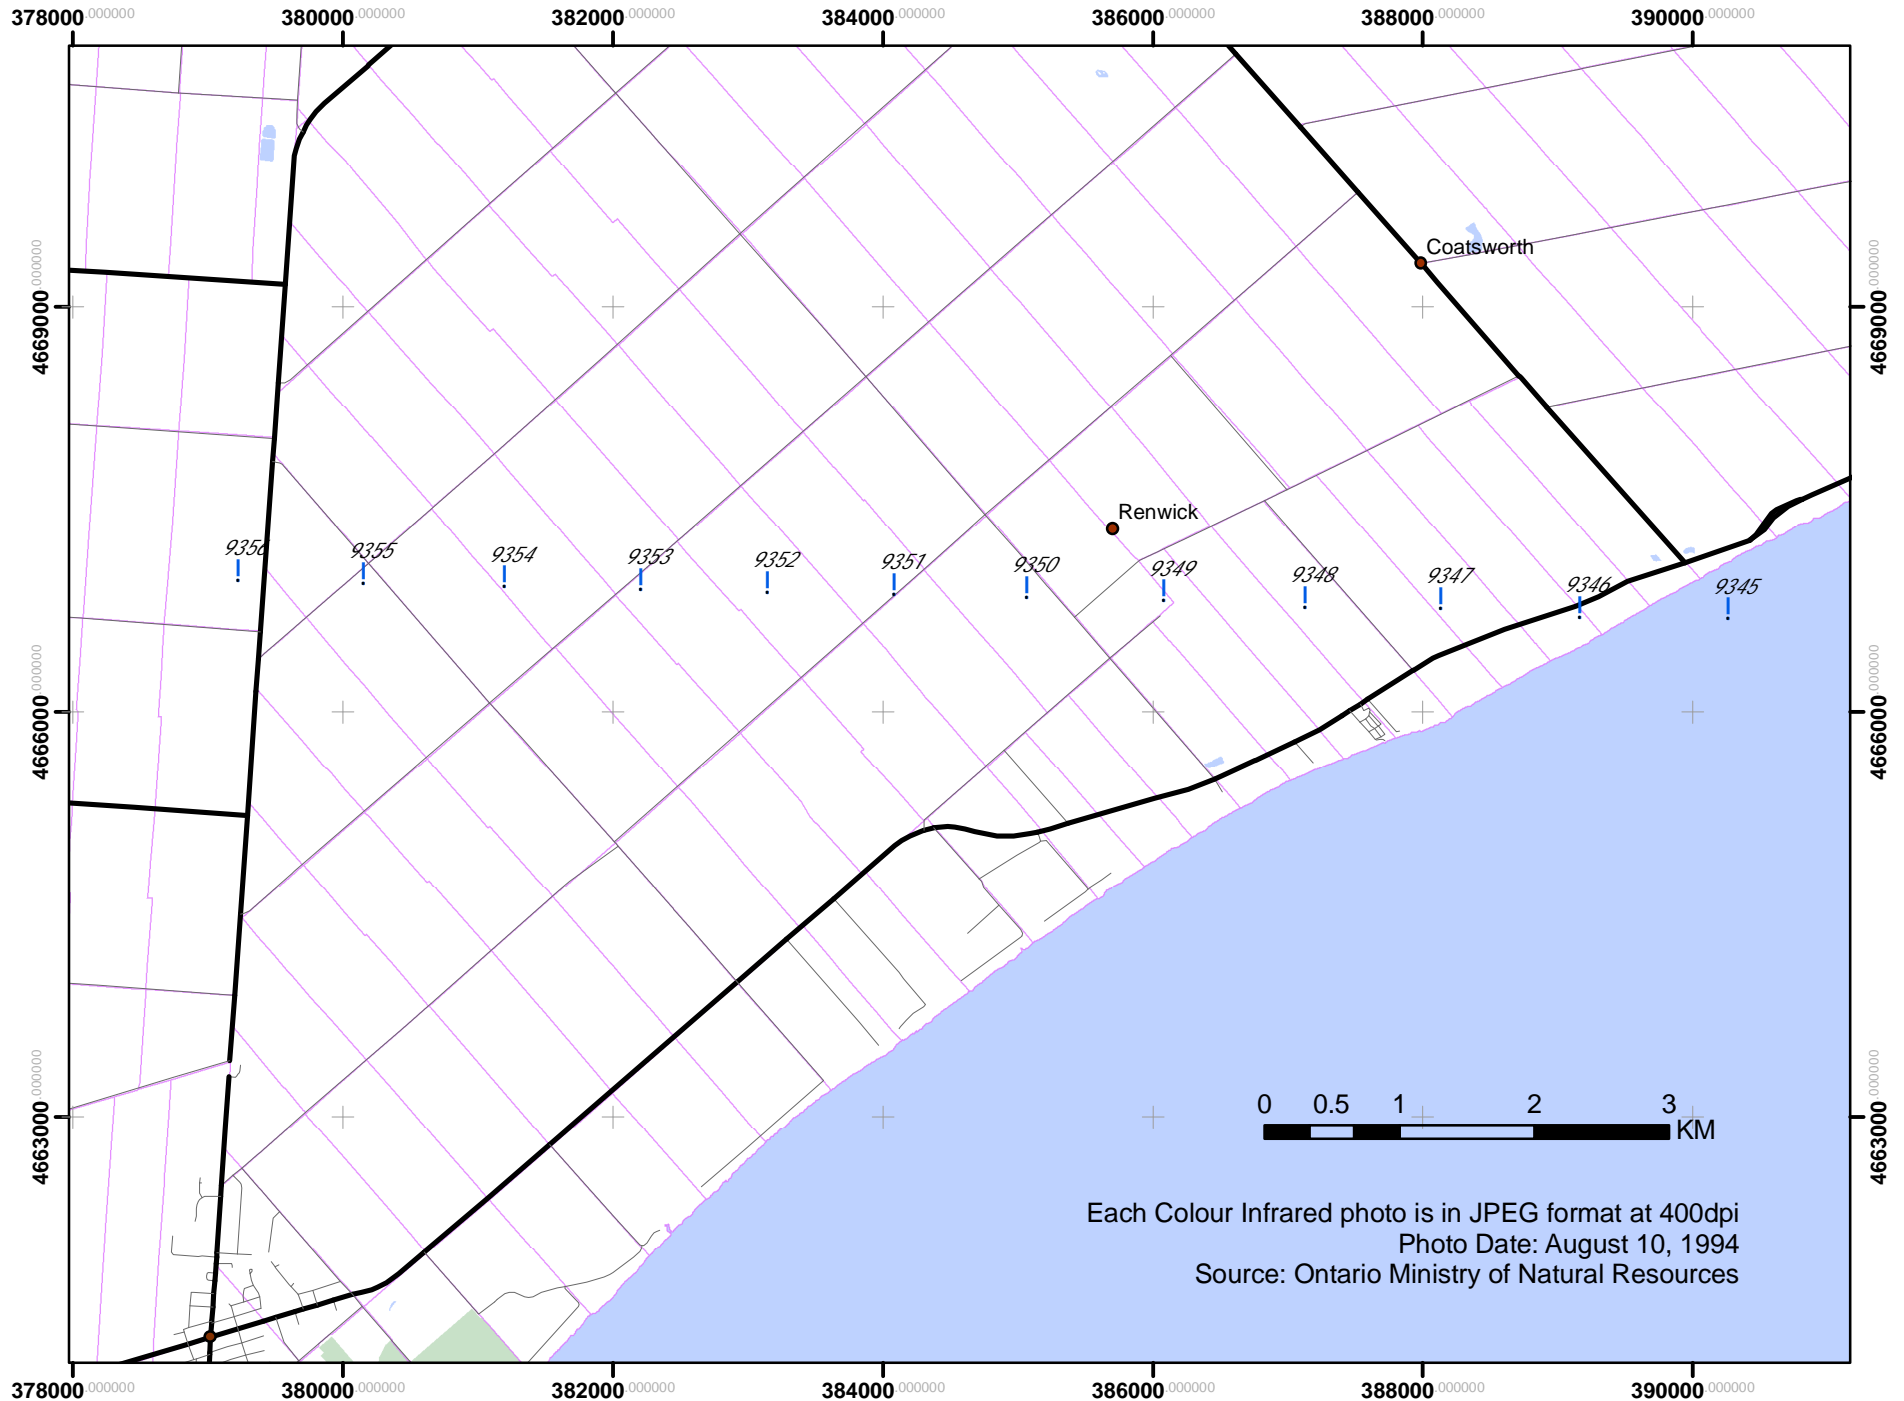 378000.000000 380000.000000 382000.000000 384000.000000 386000.000000 388000.000000 390000.000000
Coatsworth
4669000.000000 4669000.000000
Renwick
9356 9355 9354 9353 9352 9351 9350 9349 9348 9347 9346 9345
4666000.000000 4666000.000000
0 0.5 1 2 3
KM
4663000.000000 4663000.000000
Each Colour Infrared photo is in JPEG format at 400dpi
Photo Date: August 10, 1994
Source: Ontario Ministry of Natural Resources
378000.000000 380000.000000 382000.000000 384000.000000 386000.000000 388000.000000 390000.000000